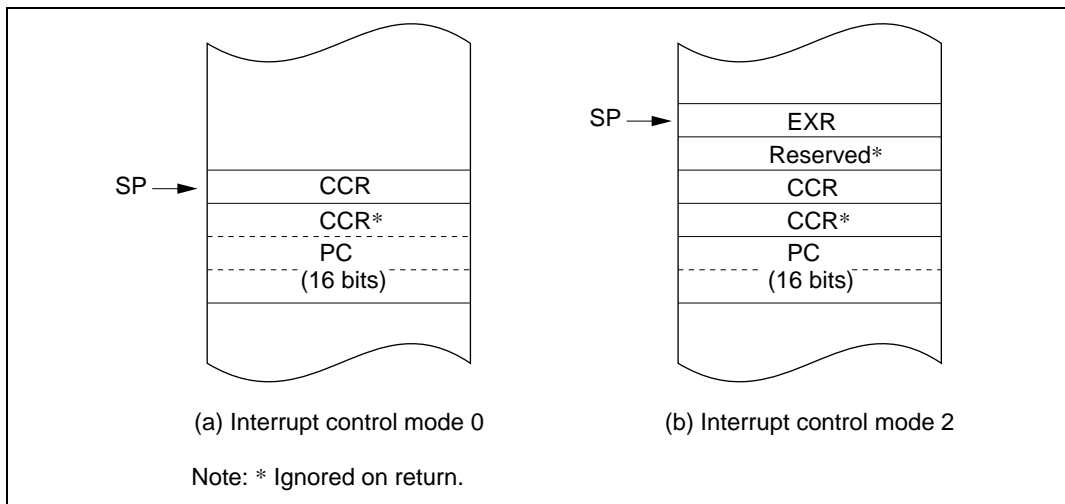 SP
CCR
CCR*
PC
(16 bits)
(a) Interrupt control mode 0
SP
EXR
Reserved*
CCR
CCR*
PC
(16 bits)
(b) Interrupt control mode 2
Note: * Ignored on return.